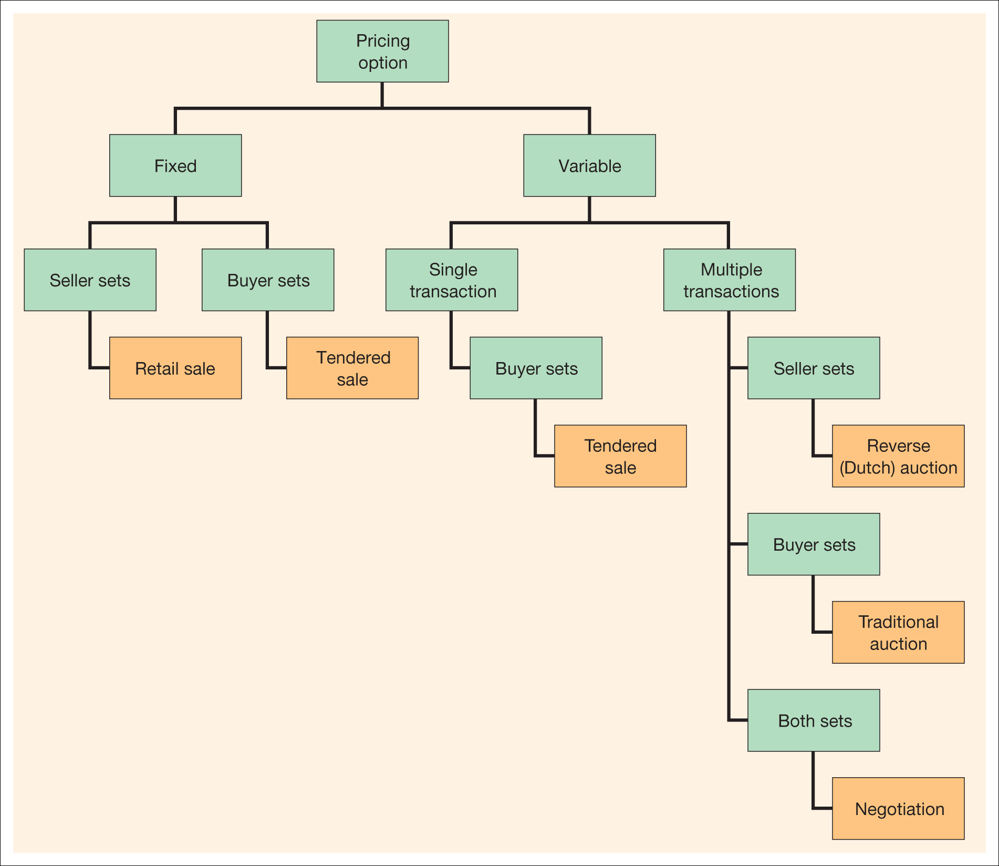 Pricing
option
Fixed
Variable
Seller sets
Buyer sets
Single
transaction
Multiple
transactions
Retail sale
Tendered
sale
Buyer sets
Seller sets
Tendered
sale
Reverse
(Dutch) auction
Buyer sets
Traditional
auction
Both sets
Negotiation